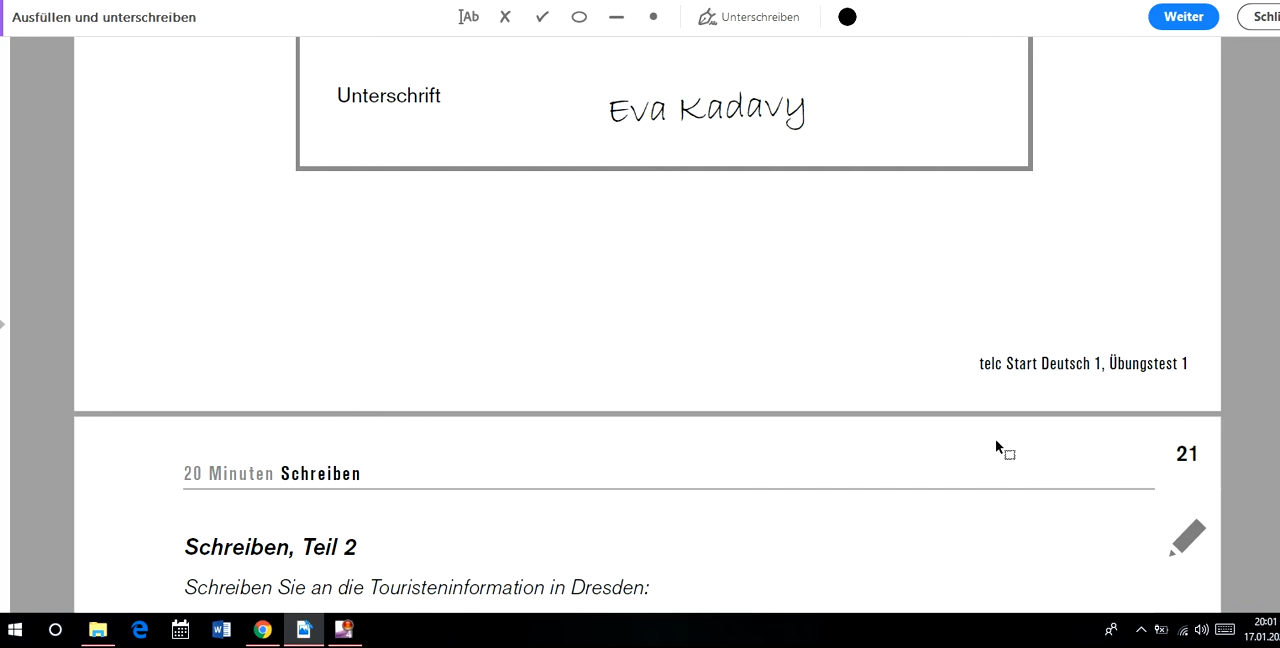 Ausfüllen und unterschreiben
Ab
Unterschreiben
Weiter
Schli
Unterschrift
Eva Kadavy
telc Start Deutsch 1, Übungstest 1
20 Minuten Schreiben
21
Schreiben, Teil 2
Schreiben Sie an die Touristeninformation in Dresden:
20:01
17.01.20